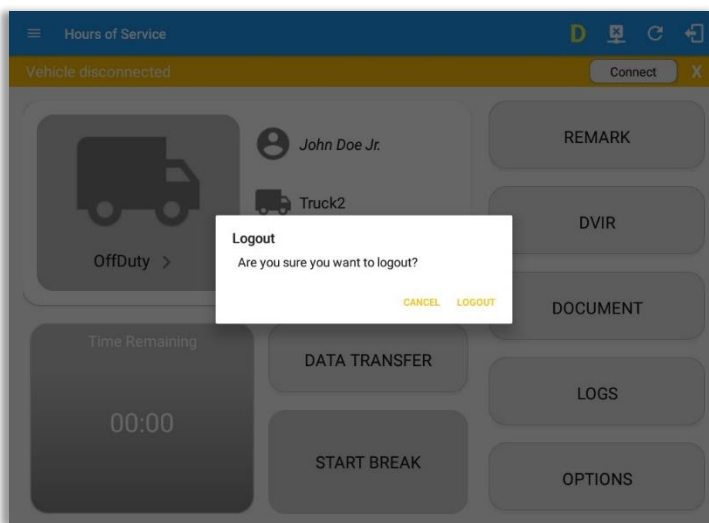 Hours of Service
D
Vehicle disconnected
Connect
X
John Doe Jr.
Truck2
OffDuty
REMARK
DVIR
DOCUMENT
LOGS
OPTIONS
Logout
Are you sure you want to logout?
CANCEL LOGOUT
Time Remaining
00:00
DATA TRANSFER
START BREAK